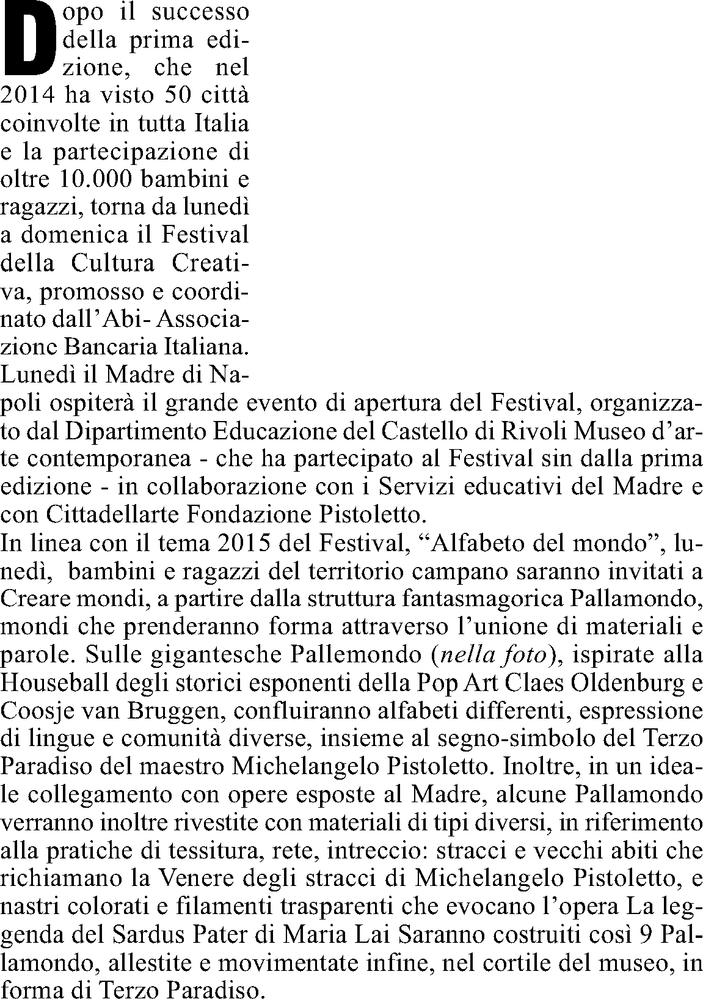 Dopo il successo
della prima edi-
zione, che nel
2014 ha visto 50 città
coinvolte in tutta Italia
e la partecipazione di
oltre 10.000 bambini e
ragazzi, torna da lunedì
a domenica il Festival
della Cultura Creati-
va, promosso e coordi-
nato dall’Abi- Associa-
zione Bancaria Italiana.
Lunedì il Madre di Na-
poli ospiterà il grande evento di apertura del Festival, organizza-
to dal Dipartimento Educazione del Castello di Rivoli Museo d’ar-
te contemporanea - che ha partecipato al Festival sin dalla prima
edizione - in collaborazione con i Servizi educativi del Madre e
con Cittadellarte Fondazione Pistoletto.
In linea con il tema 2015 del Festival, “Alfabeto del mondo”, lu-
nedì, bambini e ragazzi del territorio campano saranno invitati a
Creare mondi, a partire dalla struttura fantasmagorica Pallamondo,
mondi che prenderanno forma attraverso l’unione di materiali e
parole. Sulle gigantesche Pallemondo (nella foto), ispirate alla
Houseball degli storici esponenti della Pop Art Claes Oldenburg e
Coosje van Bruggen, confluiranno alfabeti differenti, espressione
di lingue e comunità diverse, insieme al segno-simbolo del Terzo
Paradiso del maestro Michelangelo Pistoletto. Inoltre, in un idea-
le collegamento con opere esposte al Madre, alcune Pallamondo
verranno inoltre rivestite con materiali di tipi diversi, in riferimento
alla pratiche di tessitura, rete, intreccio: stracci e vecchi abiti che
richiamano la Venere degli stracci di Michelangelo Pistoletto, e
nastri colorati e filamenti trasparenti che evocano l’opera La leg-
genda del Sardus Pater di Maria Lai Saranno costruiti così 9 Pal-
lamondo, allestite e movimentate infine, nel cortile del museo, in
forma di Terzo Paradiso.